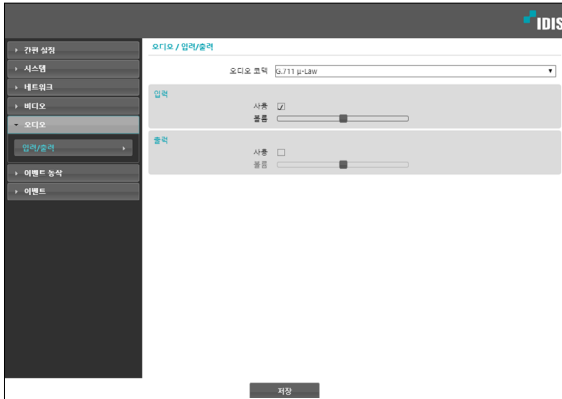 IDIS
간편 설정
시스템
네트워크
비디오
오디오
입력/출력
이벤트 동작
이벤트
오디오 / 입력/출력
오디오 코덱 G.711 μ-Law
입력
사용
볼륨
출력
사용
볼륨
저장